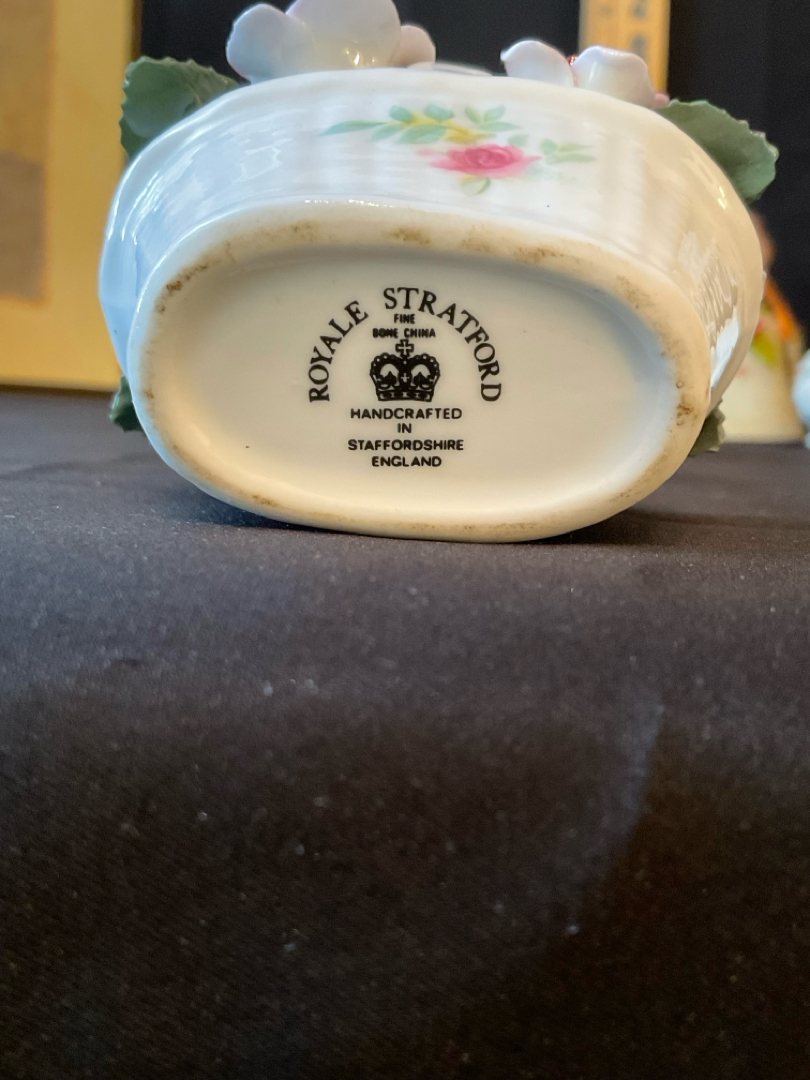 ROYALE STRATFORD
FINE
BONE CHINA
HANDCRAFTED
IN
STAFFORDSHIRE
ENGLAND